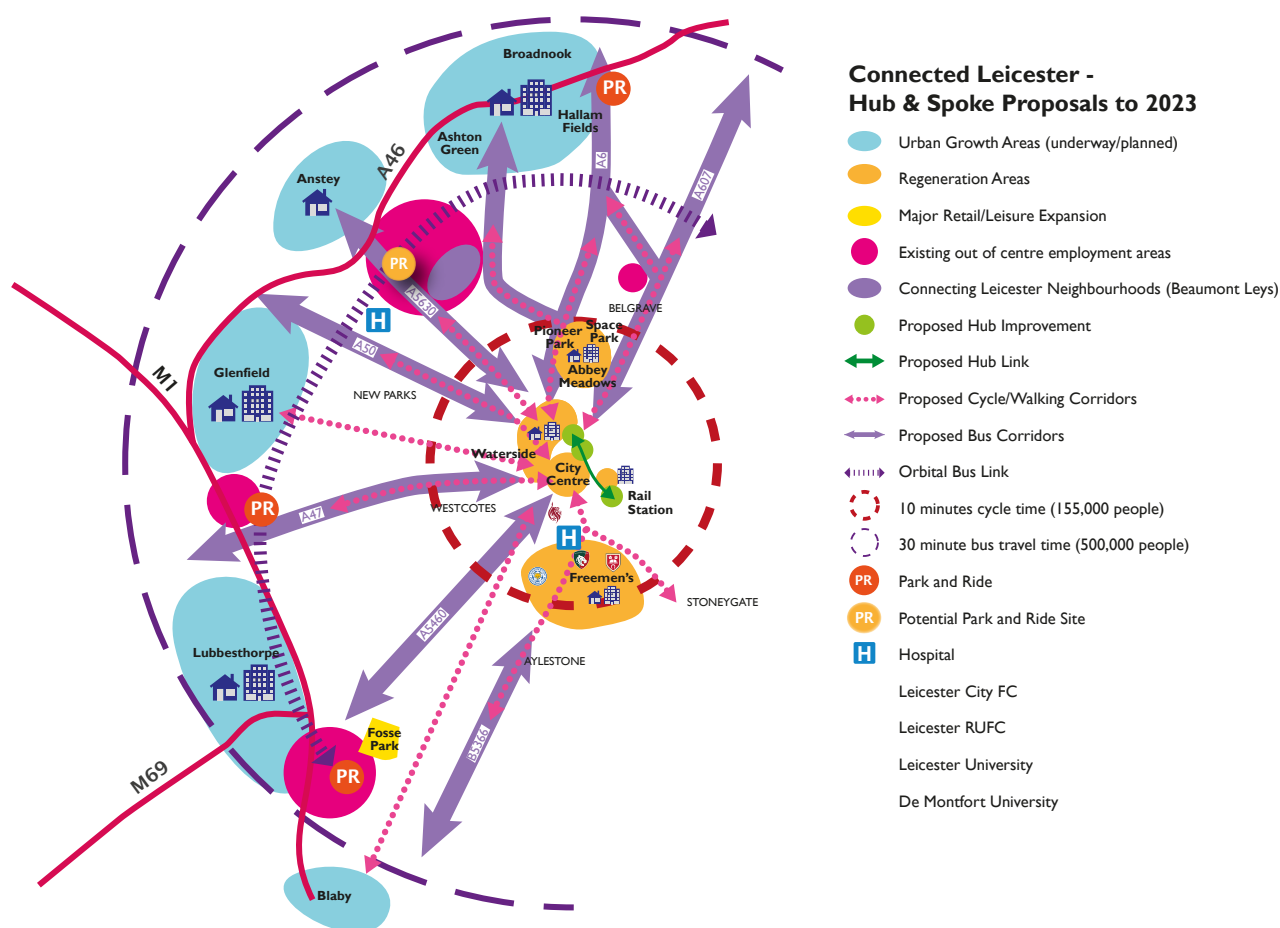 Connected Leicester -
Hub & Spoke Proposals to 2023
Urban Growth Areas (underway/planned)
Regeneration Areas
Major Retail/Leisure Expansion
Existing out of centre employment areas
Connecting Leicester Neighbourhoods (Beaumont Leys)
Proposed Hub Improvement
Proposed Hub Link
Proposed Cycle/Walking Corridors
Proposed Bus Corridors
Orbital Bus Link
10 minutes cycle time (155,000 people)
30 minute bus travel time (500,000 people)
PR
Park and Ride
PR
Potential Park and Ride Site
H
Hospital
Leicester City FC
Leicester RUFC
Leicester University
De Montfort University
Broadnook
PR
Hallam
Fields
Ashton
Green
A46
A6
A607
Anstey
PR
A5630
H
BELGRAVE
A50
Pioneer
Park
Space
Park
Abbey
Meadows
M1
Glenfield
NEW PARKS
Waterside
City
Centre
Rail
Station
WESTCOTES
PR
A47
H
Freemen's
STONEGATE
A5460
AYLESTONE
Lubbesthorpe
Fosse
Park
B5366
PR
M69
Blaby